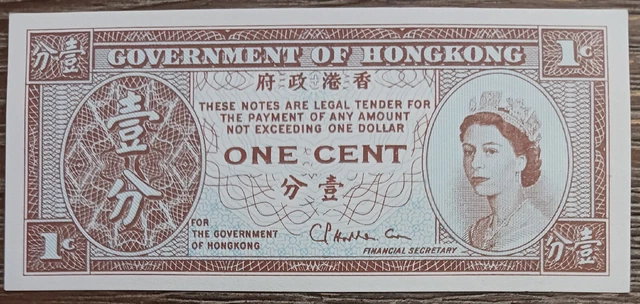 分壹
GOVERNMENT OF HONGKONG
1C
府政港香
THESE NOTES ARE LEGAL TENDER FOR
THE PAYMENT OF ANY AMOUNT
NOT EXCEEDING ONE DOLLAR
壹
分
ONE CENT
分壹
FOR
THE GOVERNMENT
OF HONGKONG
FINANCIAL SECRETARY
1C
分壹